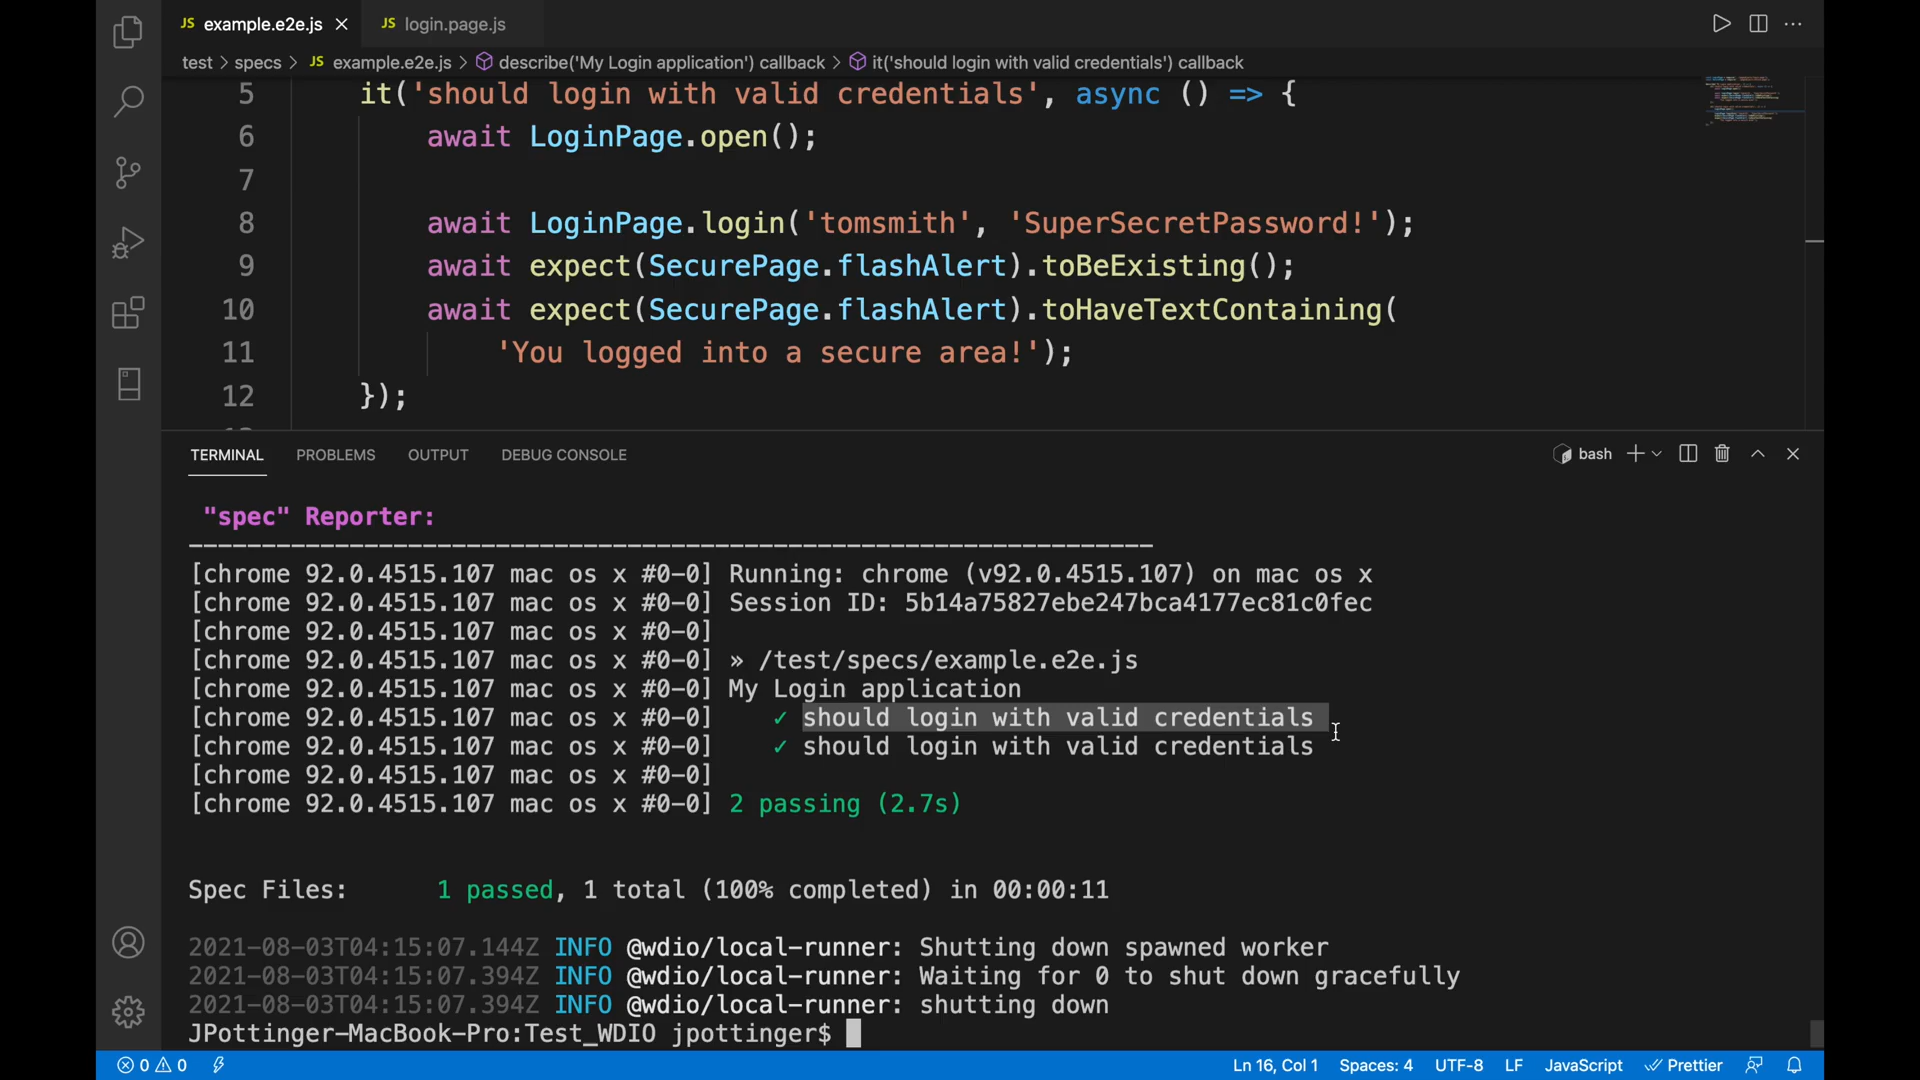 JS example.e2e.js
JS login.page.js
test > specs > JS example.e2e.js > describe('My Login application') callback > it('should login with valid credentials') callback
5 it('should login with valid credentials', async () => {
6 await LoginPage.open();
7
8 await LoginPage.login('tomsmith', 'SuperSecretPassword!');
9 await expect(SecurePage.flashAlert).toBeExisting();
10 await expect(SecurePage.flashAlert).toHaveTextContaining(
11 'You logged into a secure area!');
12 });
TERMINAL PROBLEMS OUTPUT DEBUG CONSOLE bash
"spec" Reporter:
------------------------------------------------------------------
[chrome 92.0.4515.107 mac os x #0-0] Running: chrome (v92.0.4515.107) on mac os x
[chrome 92.0.4515.107 mac os x #0-0] Session ID: 5b14a75827ebe247bca4177ec81c0fec
[chrome 92.0.4515.107 mac os x #0-0]
[chrome 92.0.4515.107 mac os x #0-0] » /test/specs/example.e2e.js
[chrome 92.0.4515.107 mac os x #0-0] My Login application
[chrome 92.0.4515.107 mac os x #0-0] ✓ should login with valid credentials
[chrome 92.0.4515.107 mac os x #0-0] ✓ should login with valid credentials
[chrome 92.0.4515.107 mac os x #0-0]
[chrome 92.0.4515.107 mac os x #0-0] 2 passing (2.7s)
Spec Files: 1 passed, 1 total (100% completed) in 00:00:11
2021-08-03T04:15:07.144Z INFO @wdio/local-runner: Shutting down spawned worker
2021-08-03T04:15:07.394Z INFO @wdio/local-runner: Waiting for 0 to shut down gracefully
2021-08-03T04:15:07.394Z INFO @wdio/local-runner: shutting down
JPottinger-MacBook-Pro:Test_WDIO jpottinger$
0 0 Ln 16, Col 1 Spaces: 4 UTF-8 LF JavaScript Prettier